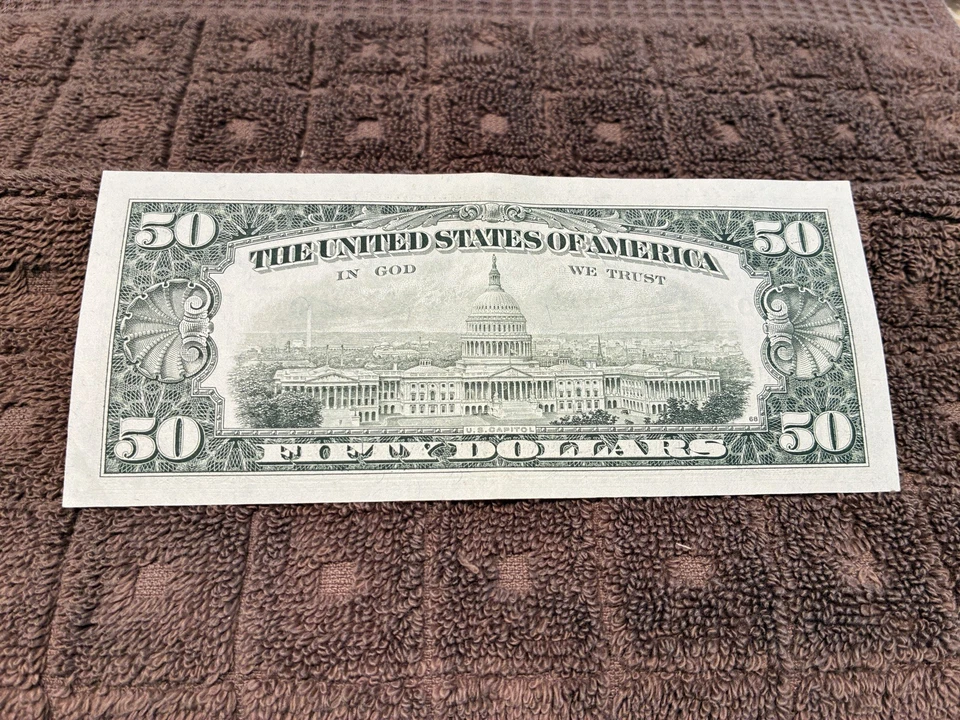 50 50
THE UNITED STATES OF AMERICA
IN GOD WE TRUST
U.S. CAPITOL
50 FIFTY DOLLARS 50